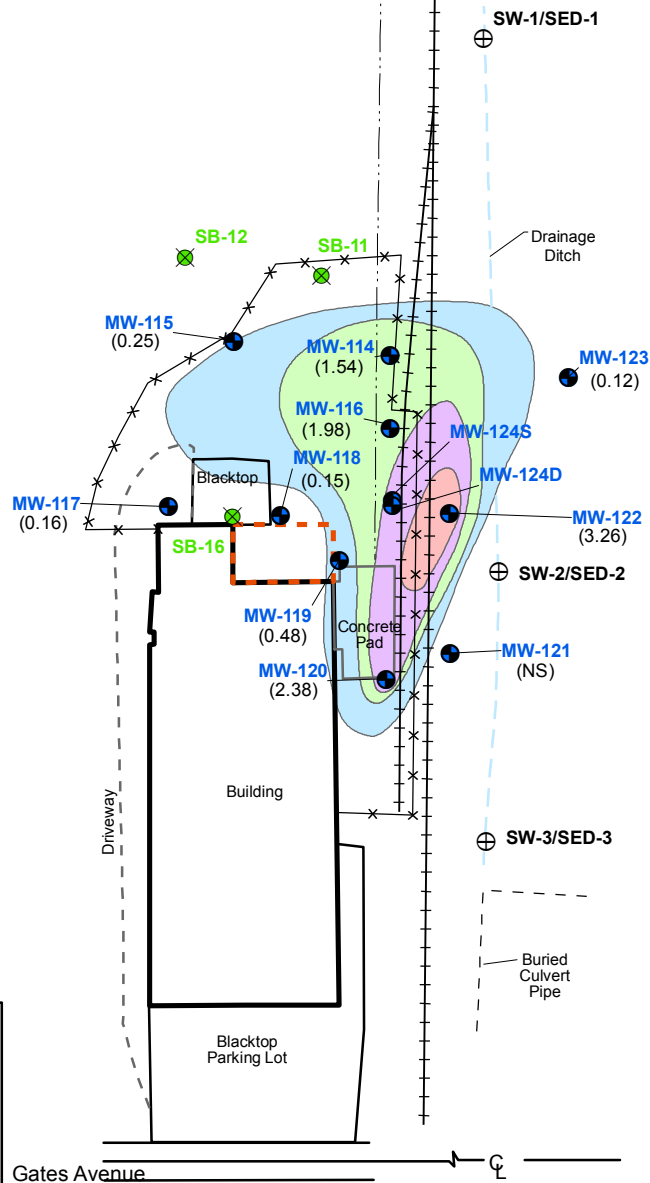 SW-1/SED-1
SB-12
SB-11
Drainage
Ditch
MW-115
(0.25)
MW-114
(1.54)
MW-123
(0.12)
MW-116
(1.98)
MW-124S
MW-118
(0.15)
Blacktop
MW-124D
MW-117
(0.16)
MW-122
(3.26)
SB-16
SW-2/SED-2
MW-119
(0.48)
Concrete
Pad
MW-121
(NS)
MW-120
(2.38)
Building
Driveway
SW-3/SED-3
Buried
Culvert
Pipe
Blacktop
Parking Lot
℄
Gates Avenue